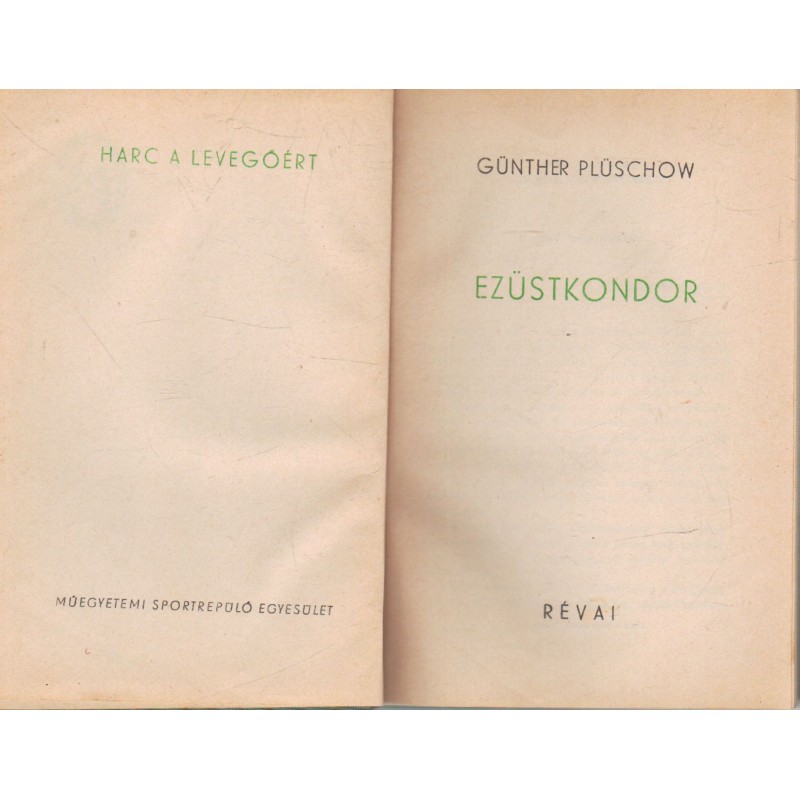 HARC A LEVEGŐÉRT
MŰEGYETEMI SPORTREPÜLŐ EGYESÜLET
GÜNTHER PLÜSCHOW
EZÜSTKONDOR
RÉVAI